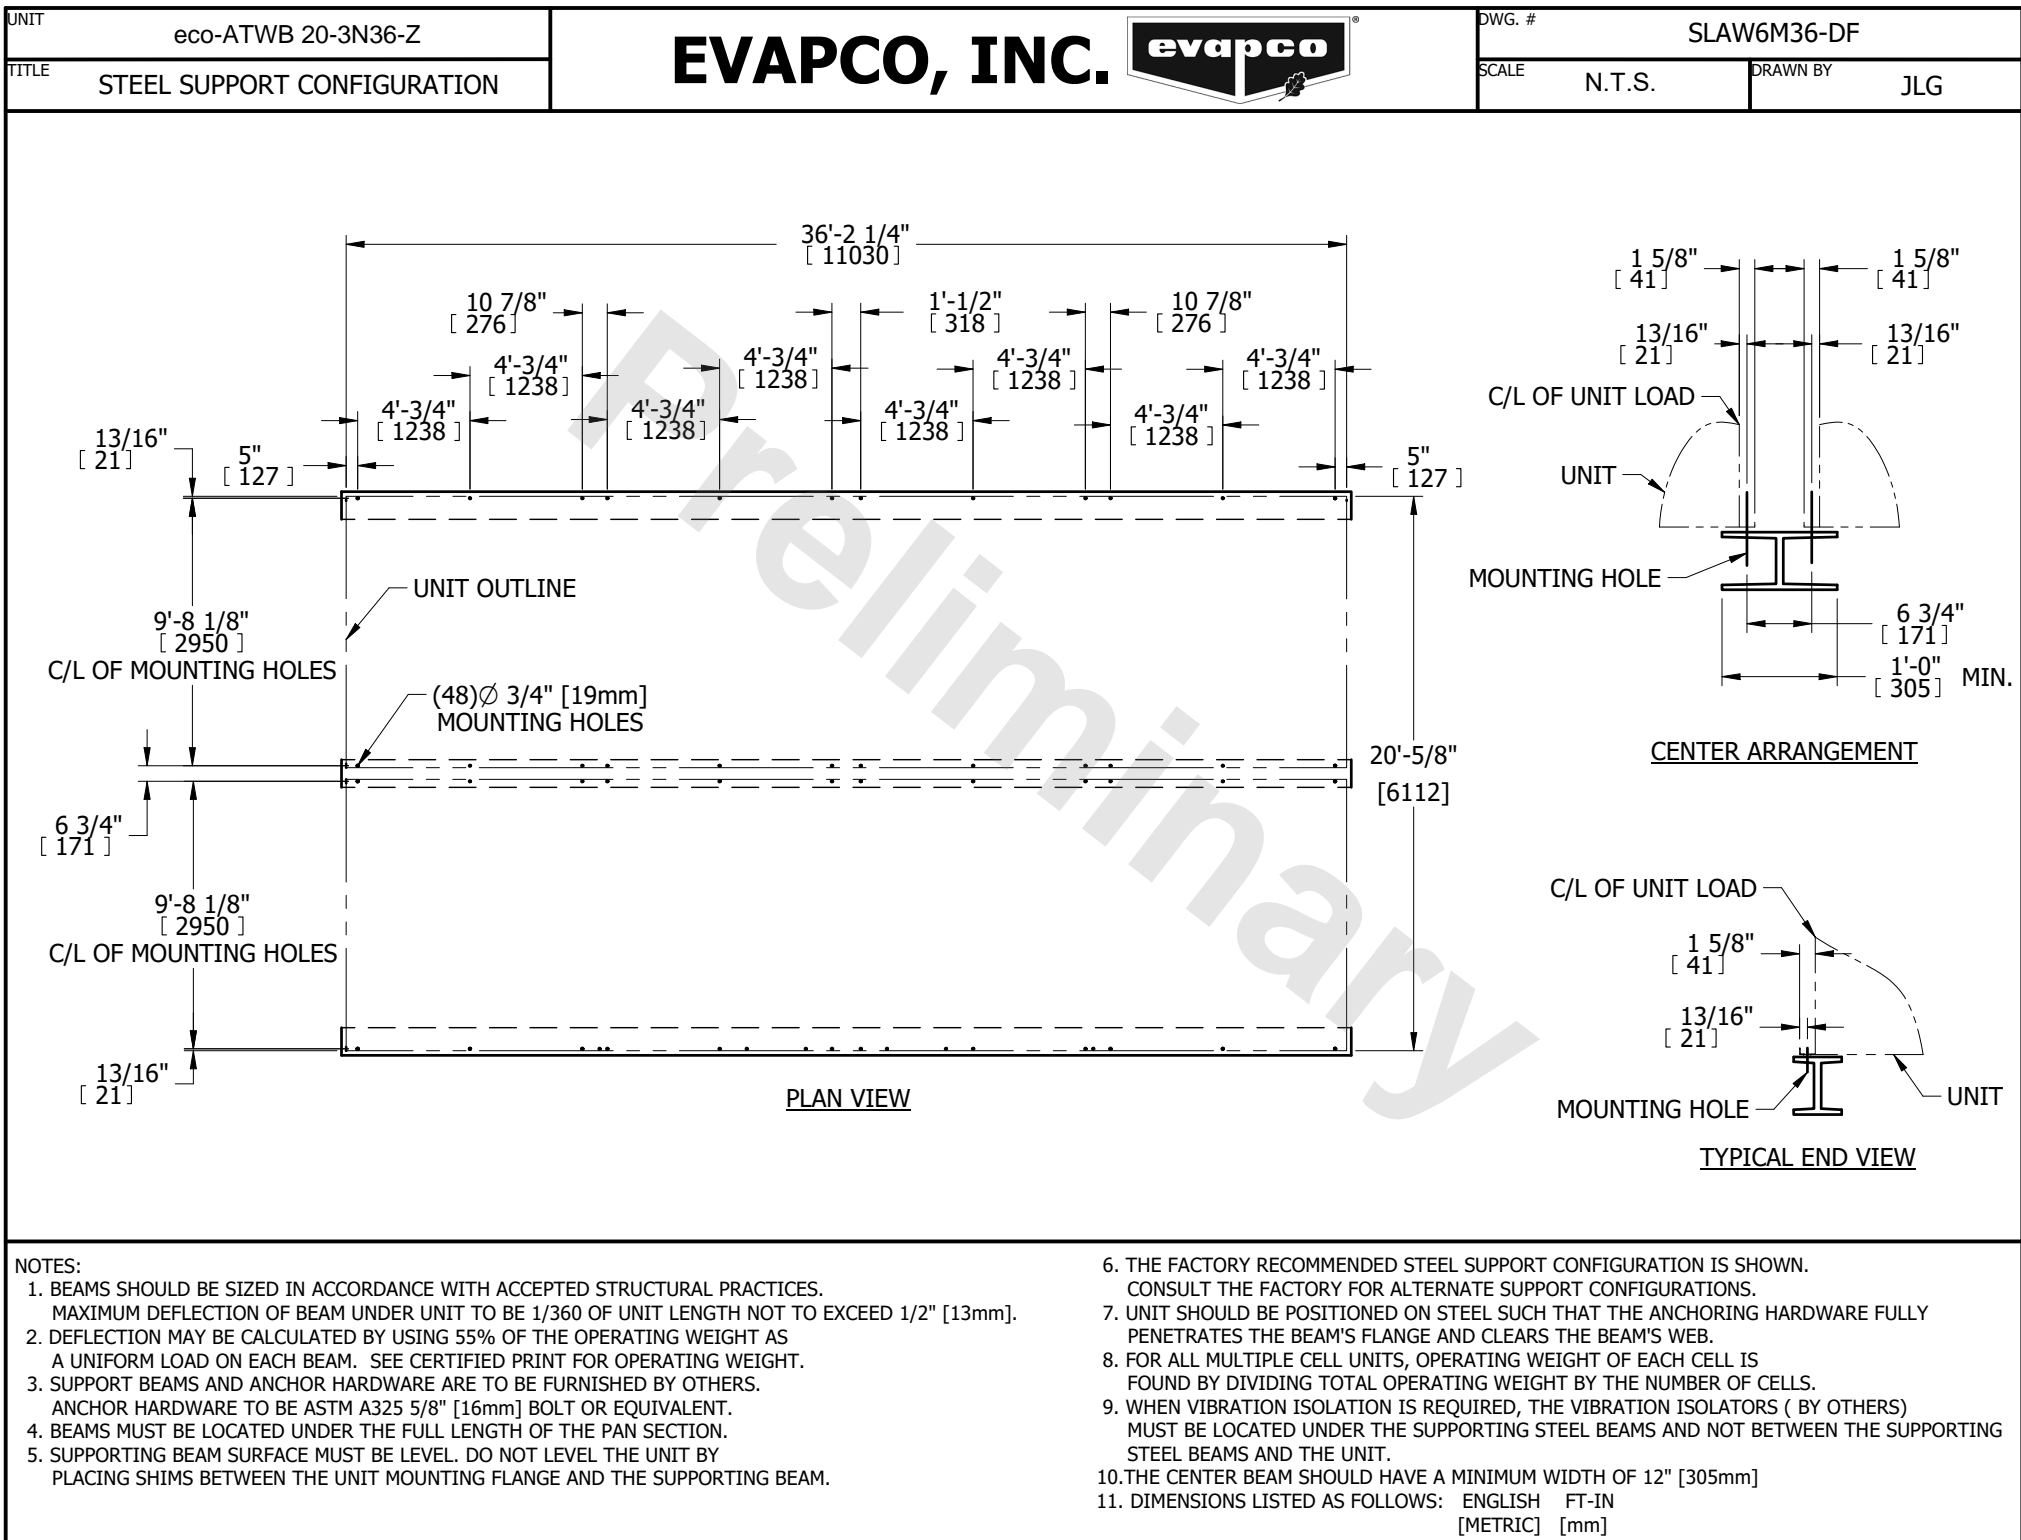 UNIT
eco-ATWB 20-3N36-Z
TITLE
STEEL SUPPORT CONFIGURATION
EVAPCO, INC.
evapco®
DWG. #
SLAW6M36-DF
SCALE
N.T.S.
DRAWN BY
JLG
36'-2 1/4"
[ 11030 ]
10 7/8"
[ 276 ]
1'-1/2"
[ 318 ]
10 7/8"
[ 276 ]
4'-3/4"
[ 1238 ]
4'-3/4"
[ 1238 ]
4'-3/4"
[ 1238 ]
4'-3/4"
[ 1238 ]
4'-3/4"
[ 1238 ]
4'-3/4"
[ 1238 ]
4'-3/4"
[ 1238 ]
4'-3/4"
[ 1238 ]
13/16"
[ 21 ]
5"
[ 127 ]
5"
[ 127 ]
UNIT OUTLINE
9'-8 1/8"
[ 2950 ]
C/L OF MOUNTING HOLES
(48)Ø 3/4" [19mm]
MOUNTING HOLES
20'-5/8"
[6112]
6 3/4"
[ 171 ]
9'-8 1/8"
[ 2950 ]
C/L OF MOUNTING HOLES
13/16"
[ 21 ]
PLAN VIEW
Preliminary
1 5/8"
[ 41 ]
1 5/8"
[ 41 ]
13/16"
[ 21 ]
13/16"
[ 21 ]
C/L OF UNIT LOAD
UNIT
MOUNTING HOLE
6 3/4"
[ 171 ]
1'-0"
[ 305 ] MIN.
CENTER ARRANGEMENT
C/L OF UNIT LOAD
1 5/8"
[ 41 ]
13/16"
[ 21 ]
MOUNTING HOLE
UNIT
TYPICAL END VIEW
NOTES:
1. BEAMS SHOULD BE SIZED IN ACCORDANCE WITH ACCEPTED STRUCTURAL PRACTICES.
MAXIMUM DEFLECTION OF BEAM UNDER UNIT TO BE 1/360 OF UNIT LENGTH NOT TO EXCEED 1/2" [13mm].
2. DEFLECTION MAY BE CALCULATED BY USING 55% OF THE OPERATING WEIGHT AS
A UNIFORM LOAD ON EACH BEAM. SEE CERTIFIED PRINT FOR OPERATING WEIGHT.
3. SUPPORT BEAMS AND ANCHOR HARDWARE ARE TO BE FURNISHED BY OTHERS.
ANCHOR HARDWARE TO BE ASTM A325 5/8" [16mm] BOLT OR EQUIVALENT.
4. BEAMS MUST BE LOCATED UNDER THE FULL LENGTH OF THE PAN SECTION.
5. SUPPORTING BEAM SURFACE MUST BE LEVEL. DO NOT LEVEL THE UNIT BY
PLACING SHIMS BETWEEN THE UNIT MOUNTING FLANGE AND THE SUPPORTING BEAM.
6. THE FACTORY RECOMMENDED STEEL SUPPORT CONFIGURATION IS SHOWN.
CONSULT THE FACTORY FOR ALTERNATE SUPPORT CONFIGURATIONS.
7. UNIT SHOULD BE POSITIONED ON STEEL SUCH THAT THE ANCHORING HARDWARE FULLY
PENETRATES THE BEAM'S FLANGE AND CLEARS THE BEAM'S WEB.
8. FOR ALL MULTIPLE CELL UNITS, OPERATING WEIGHT OF EACH CELL IS
FOUND BY DIVIDING TOTAL OPERATING WEIGHT BY THE NUMBER OF CELLS.
9. WHEN VIBRATION ISOLATION IS REQUIRED, THE VIBRATION ISOLATORS ( BY OTHERS)
MUST BE LOCATED UNDER THE SUPPORTING STEEL BEAMS AND NOT BETWEEN THE SUPPORTING
STEEL BEAMS AND THE UNIT.
10.THE CENTER BEAM SHOULD HAVE A MINIMUM WIDTH OF 12" [305mm]
11. DIMENSIONS LISTED AS FOLLOWS: ENGLISH FT-IN
[METRIC] [mm]